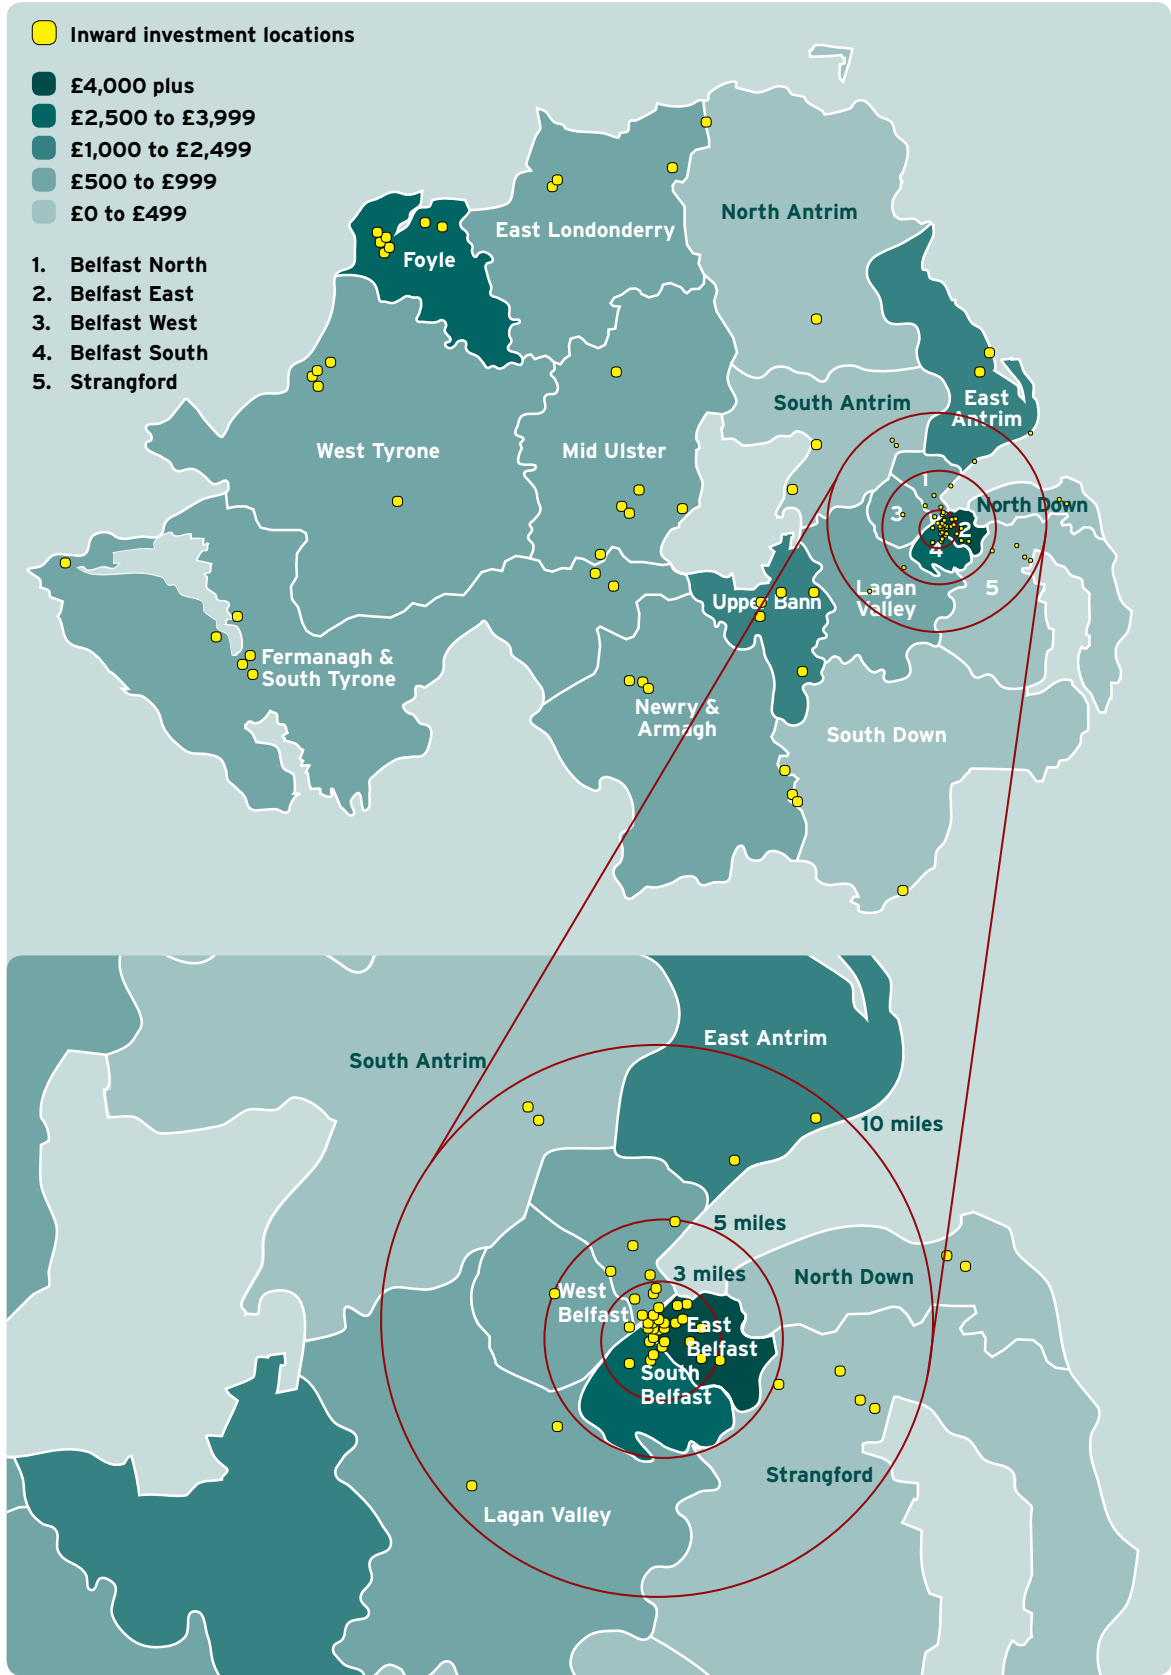 Inward investment locations
£4,000 plus
£2,500 to £3,999
£1,000 to £2,499
£500 to £999
£0 to £499
1. Belfast North
2. Belfast East
3. Belfast West
4. Belfast South
5. Strangford
North Antrim
East Londonderry
Foyle
East
Antrim
South Antrim
West Tyrone
Mid Ulster
1
North Down
3
2
4
5
Lagan
Valley
Upper Bann
Fermanagh &
South Tyrone
Newry &
Armagh
South Down
East Antrim
South Antrim
10 miles
5 miles
3 miles
North Down
West
Belfast
East
Belfast
South
Belfast
Strangford
Lagan Valley